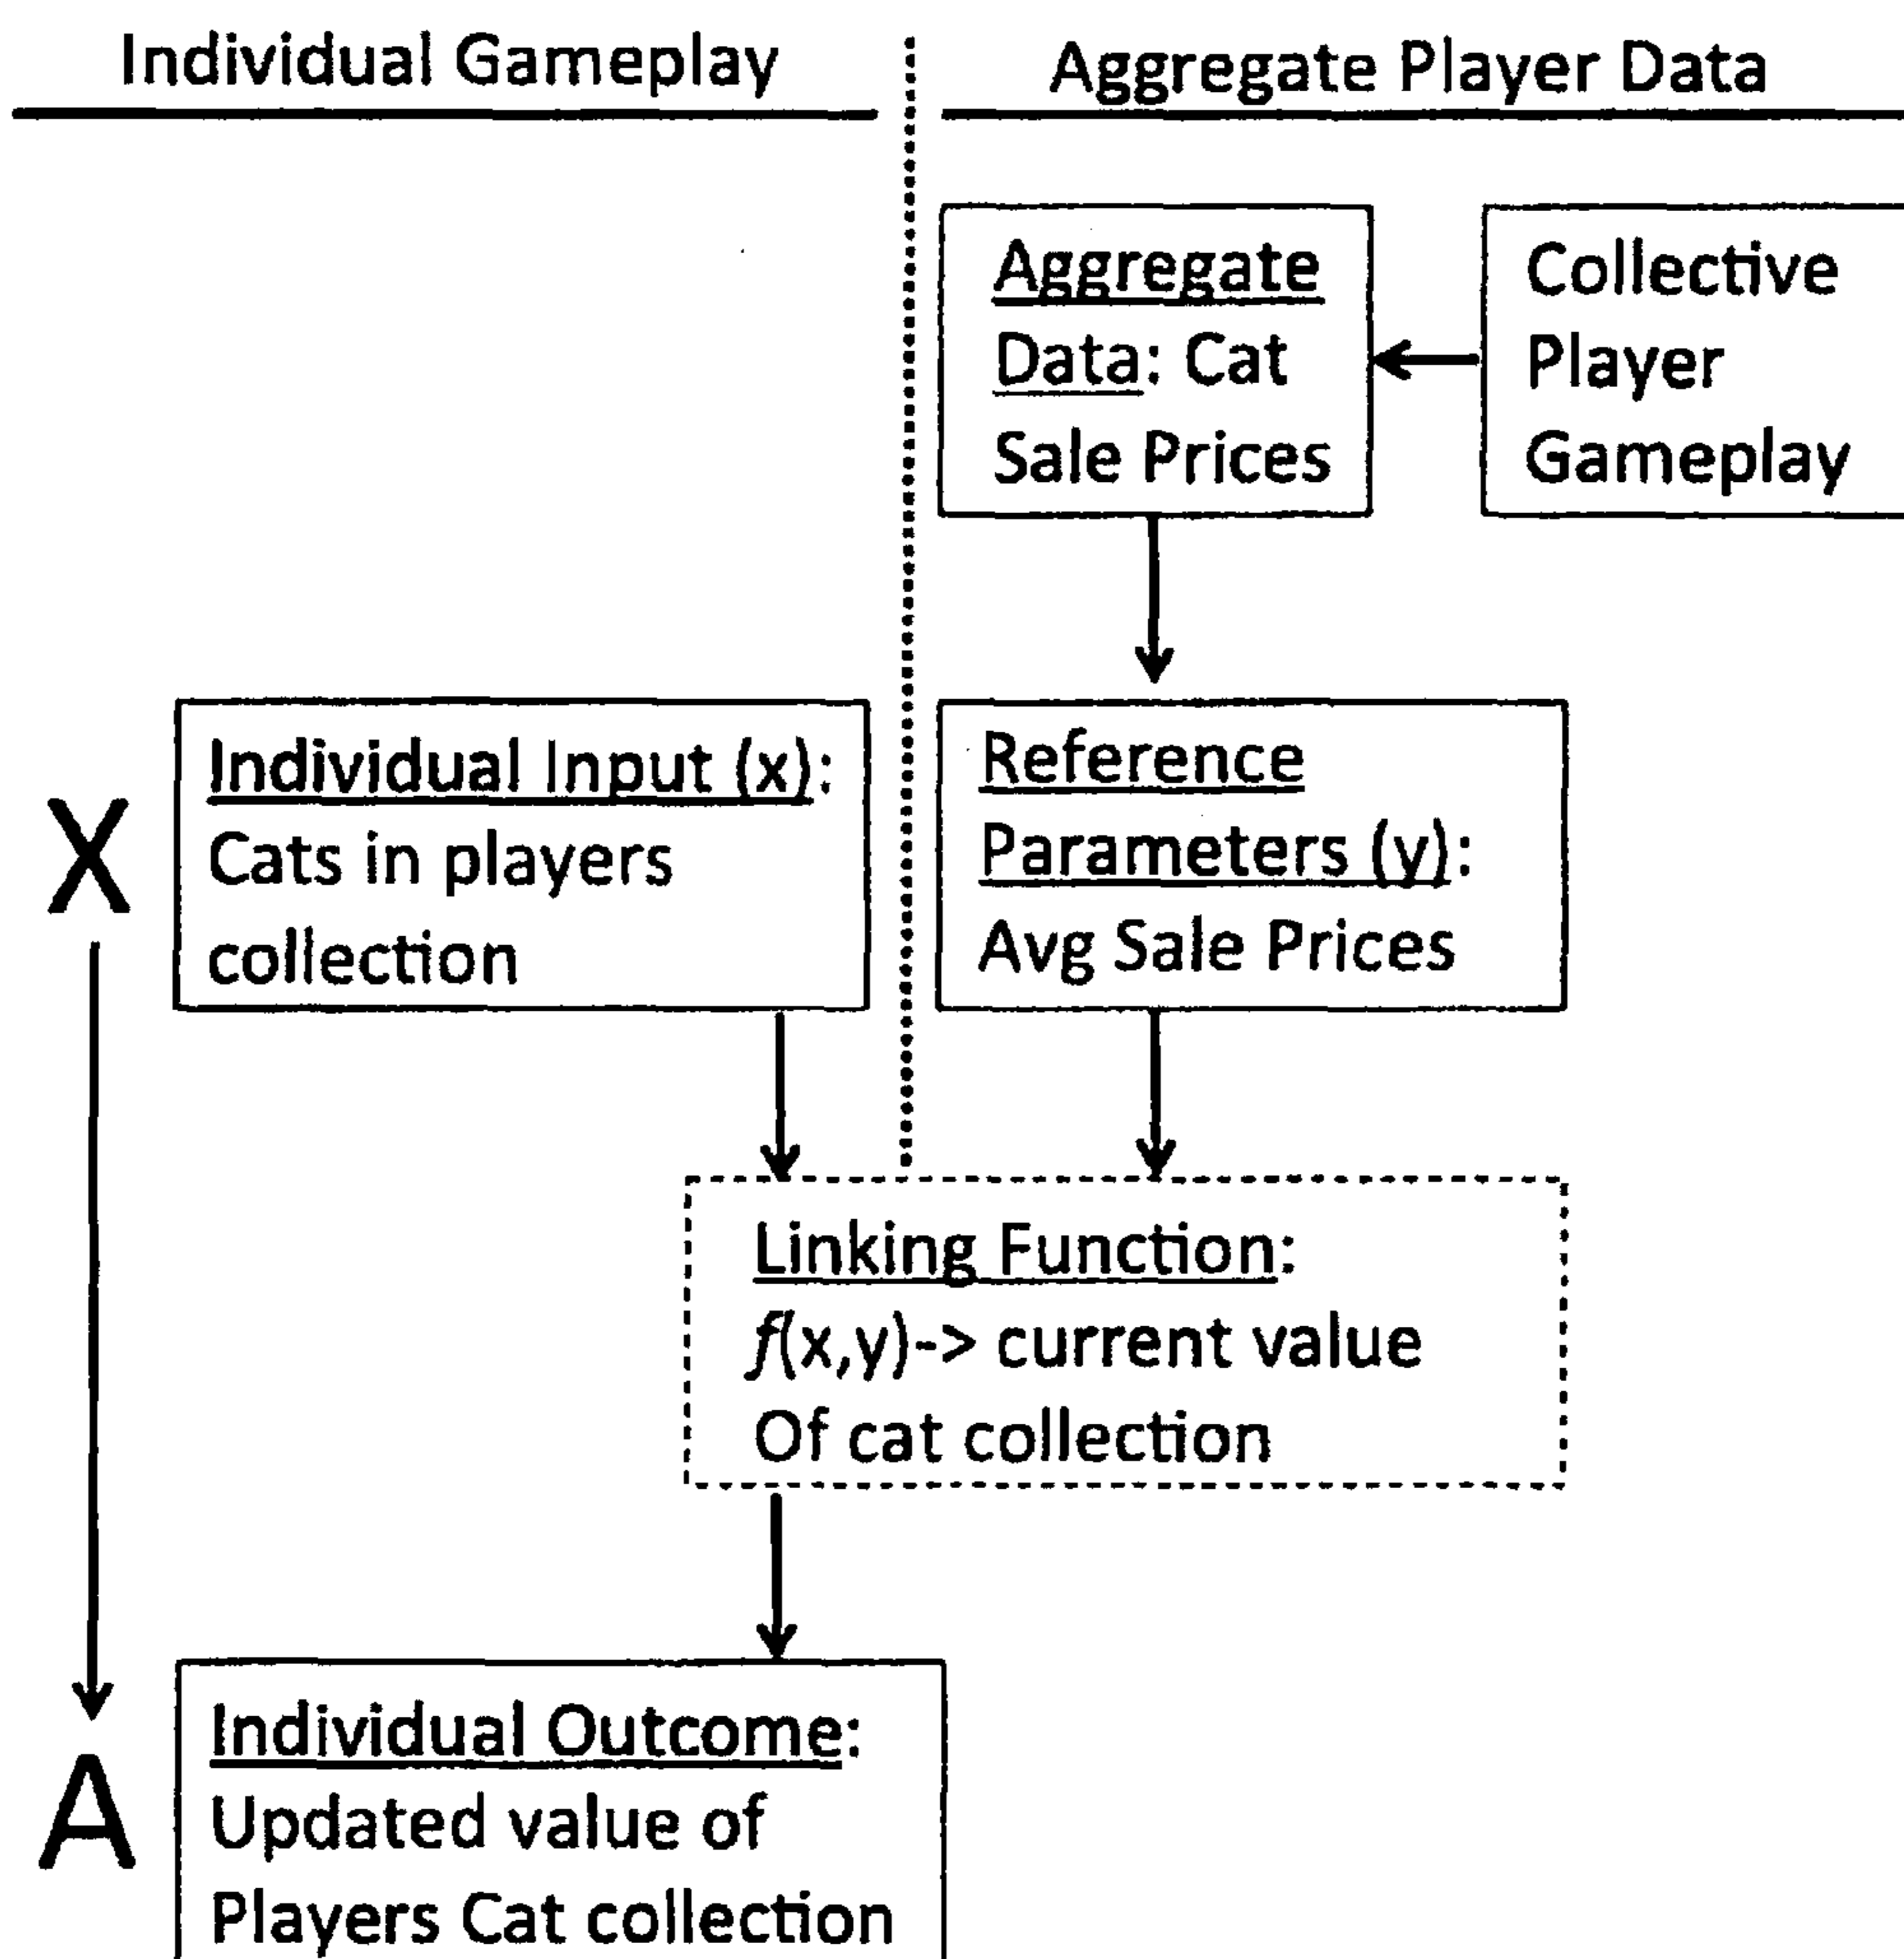 Individual Gameplay
Aggregate Player Data
Aggregate
Data: Cat
Sale Prices
Collective
Player
Gameplay
X
Individual Input (x):
Cats in players
collection
Reference
Parameters (y):
Avg Sale Prices
Linking Function:
f(x,y)-> current value
Of cat collection
A
Individual Outcome:
Updated value of
Players Cat collection